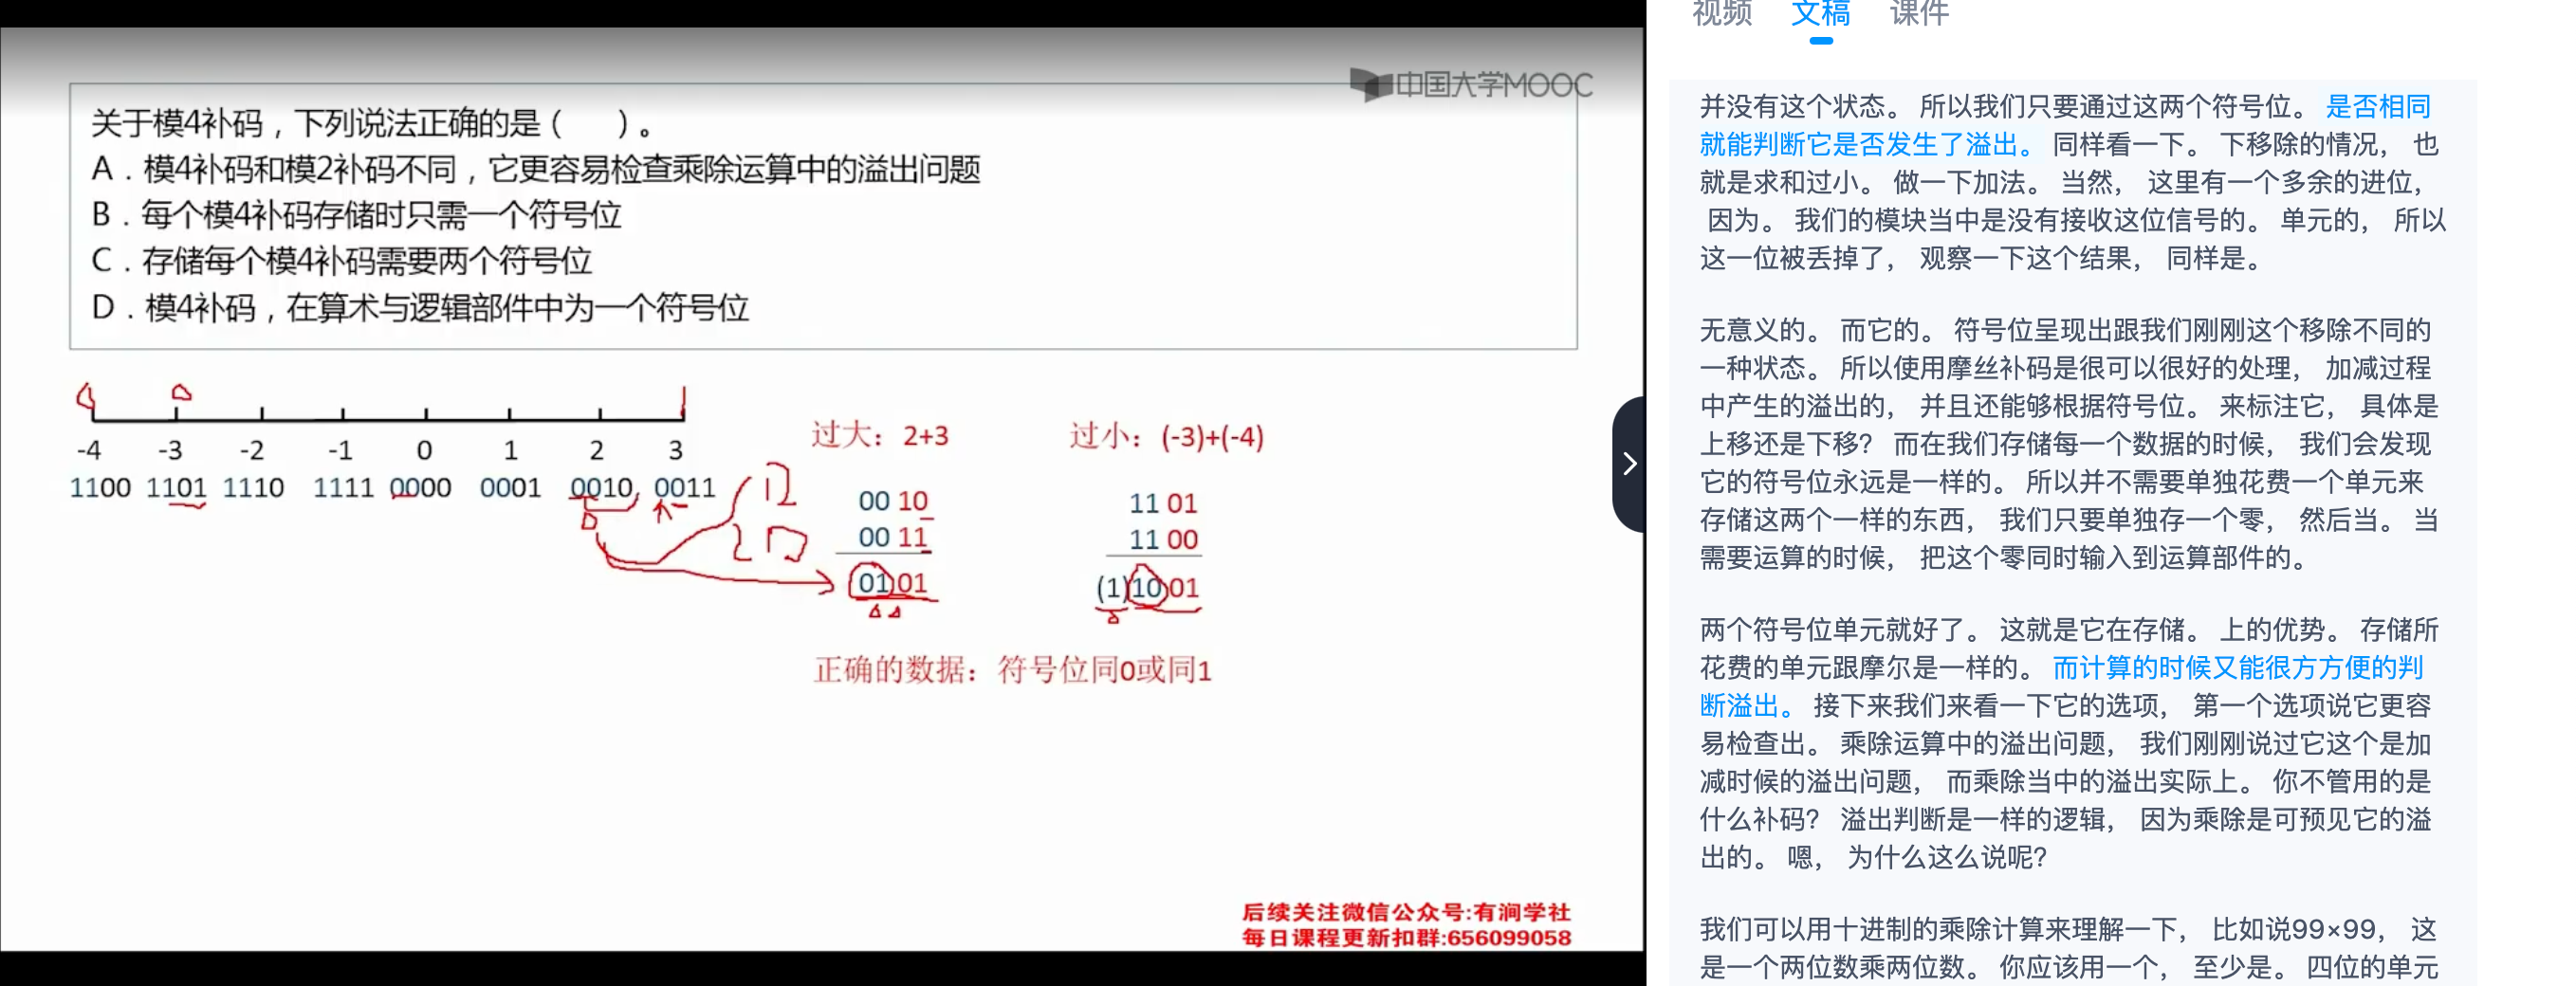 视频 文稿 课件
中国大学MOOC
关于模4补码，下列说法正确的是（ ）。
A．模4补码和模2补码不同，它更容易检查乘除运算中的溢出问题
B．每个模4补码存储时只需一个符号位
C．存储每个模4补码需要两个符号位
D．模4补码，在算术与逻辑部件中为一个符号位
-4 -3 -2 -1 0 1 2 3
1100 1101 1110 1111 0000 0001 0010 0011
过大：2+3
00 10
00 11
01 01
过小：(-3)+(-4)
11 01
11 00
(1)10 01
正确的数据：符号位同0或同1
后续关注微信公众号:有涧学社
每日课程更新扣群:656099058
并没有这个状态。 所以我们只要通过这两个符号位。 是否相同
就能判断它是否发生了溢出。 同样看一下。 下移除的情况， 也
就是求和过小。 做一下加法。 当然， 这里有一个多余的进位，
因为。 我们的模块当中是没有接收这位信号的。 单元的， 所以
这一位被丢掉了， 观察一下这个结果， 同样是。
无意义的。 而它的。 符号位呈现出跟我们刚刚这个移除不同的
一种状态。 所以使用摩丝补码是很可以很好的处理， 加减过程
中产生的溢出的， 并且还能够根据符号位。 来标注它， 具体是
上移还是下移？ 而在我们存储每一个数据的时候， 我们会发现
它的符号位永远是一样的。 所以并不需要单独花费一个单元来
存储这两个一样的东西， 我们只要单独存一个零， 然后当。 当
需要运算的时候， 把这个零同时输入到运算部件的。
两个符号位单元就好了。 这就是它在存储。 上的优势。 存储所
花费的单元跟摩尔是一样的。 而计算的时候又能很方方便的判
断溢出。 接下来我们来看一下它的选项， 第一个选项说它更容
易检查出。 乘除运算中的溢出问题， 我们刚刚说过它这个是加
减时候的溢出问题， 而乘除当中的溢出实际上。 你不管用的是
什么补码？ 溢出判断是一样的逻辑， 因为乘除是可预见它的溢
出的。 嗯， 为什么这么说呢？
我们可以用十进制的乘除计算来理解一下， 比如说99×99， 这
是一个两位数乘两位数。 你应该用一个， 至少是。 四位的单元